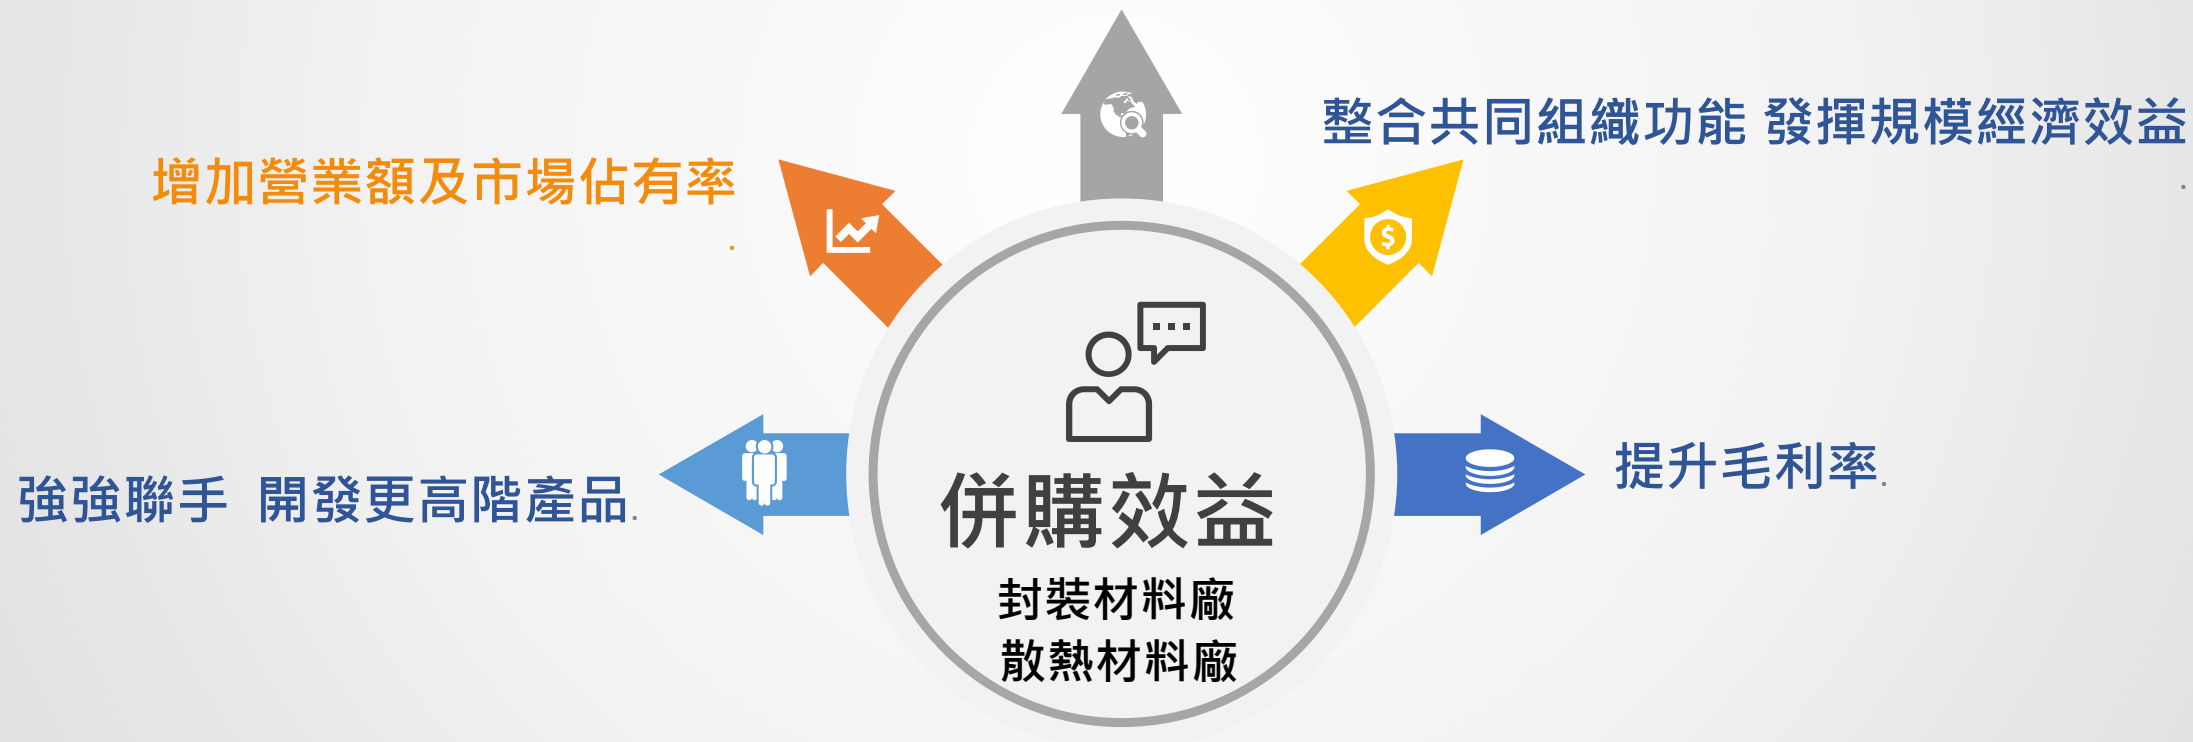 整合共同組織功能 發揮規模經濟效益
.
增加營業額及市場佔有率
.
強強聯手 開發更高階產品.
提升毛利率.
併購效益
封裝材料廠
散熱材料廠